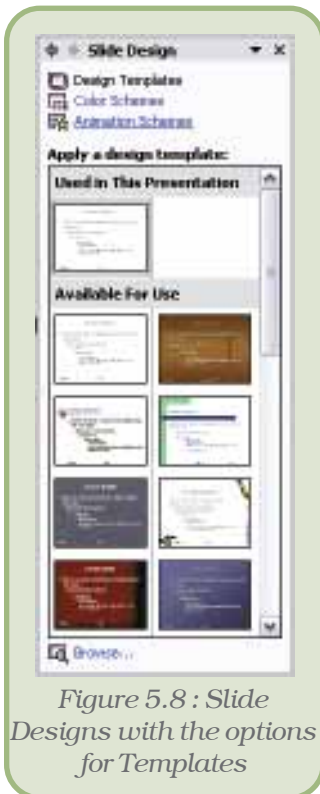 Slide Design
Design Templates
Color Schemes
Animation Schemes
Apply a design template:
Used in This Presentation
Available For Use
Browse...
Figure 5.8 : Slide
Designs with the options
for Templates